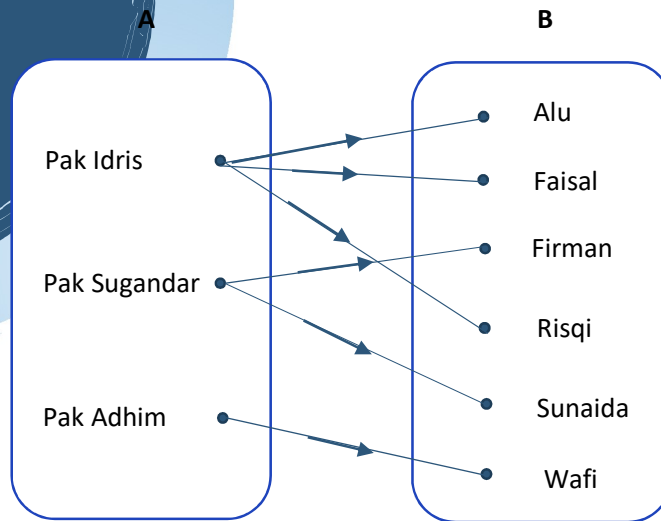 A
B
Pak Idris
Pak Sugandar
Pak Adhim
Alu
Faisal
Firman
Risqi
Sunaida
Wafi